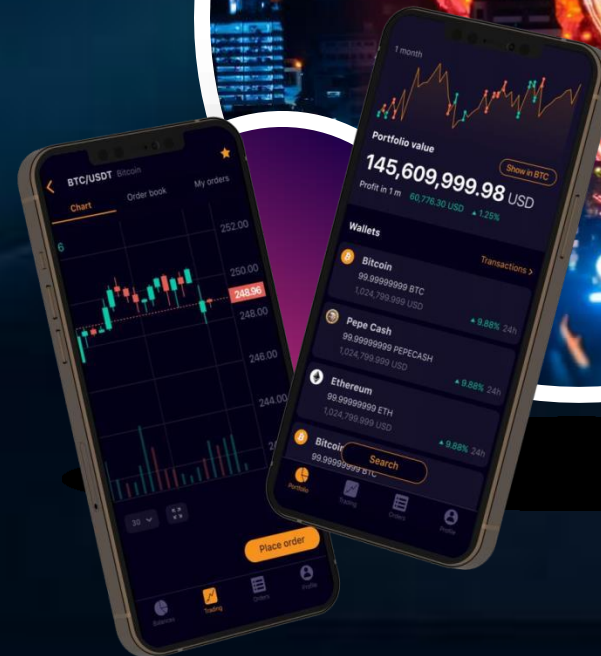 BTC/USDT Bitcoin
Chart
Order book
My orders
6
252.00
250.00
248.96
248.00
246.00
244.00
30
Place order
Balances
Trading
Orders
Profile
1 month
Portfolio value
Show in BTC
145,609,999.98 USD
Profit in 1 m 60,776.30 USD ▲ 1.25%
Wallets
Transactions >
Bitcoin
99.99999999 BTC
1,024,799.999 USD
▲ 9.88% 24h
Pepe Cash
99.99999999 PEPECASH
1,024,799.999 USD
▲ 9.88% 24h
Ethereum
99.99999999 ETH
1,024,799.999 USD
▲ 9.88% 24h
Search
Portfolio
Trading
Orders
Profile